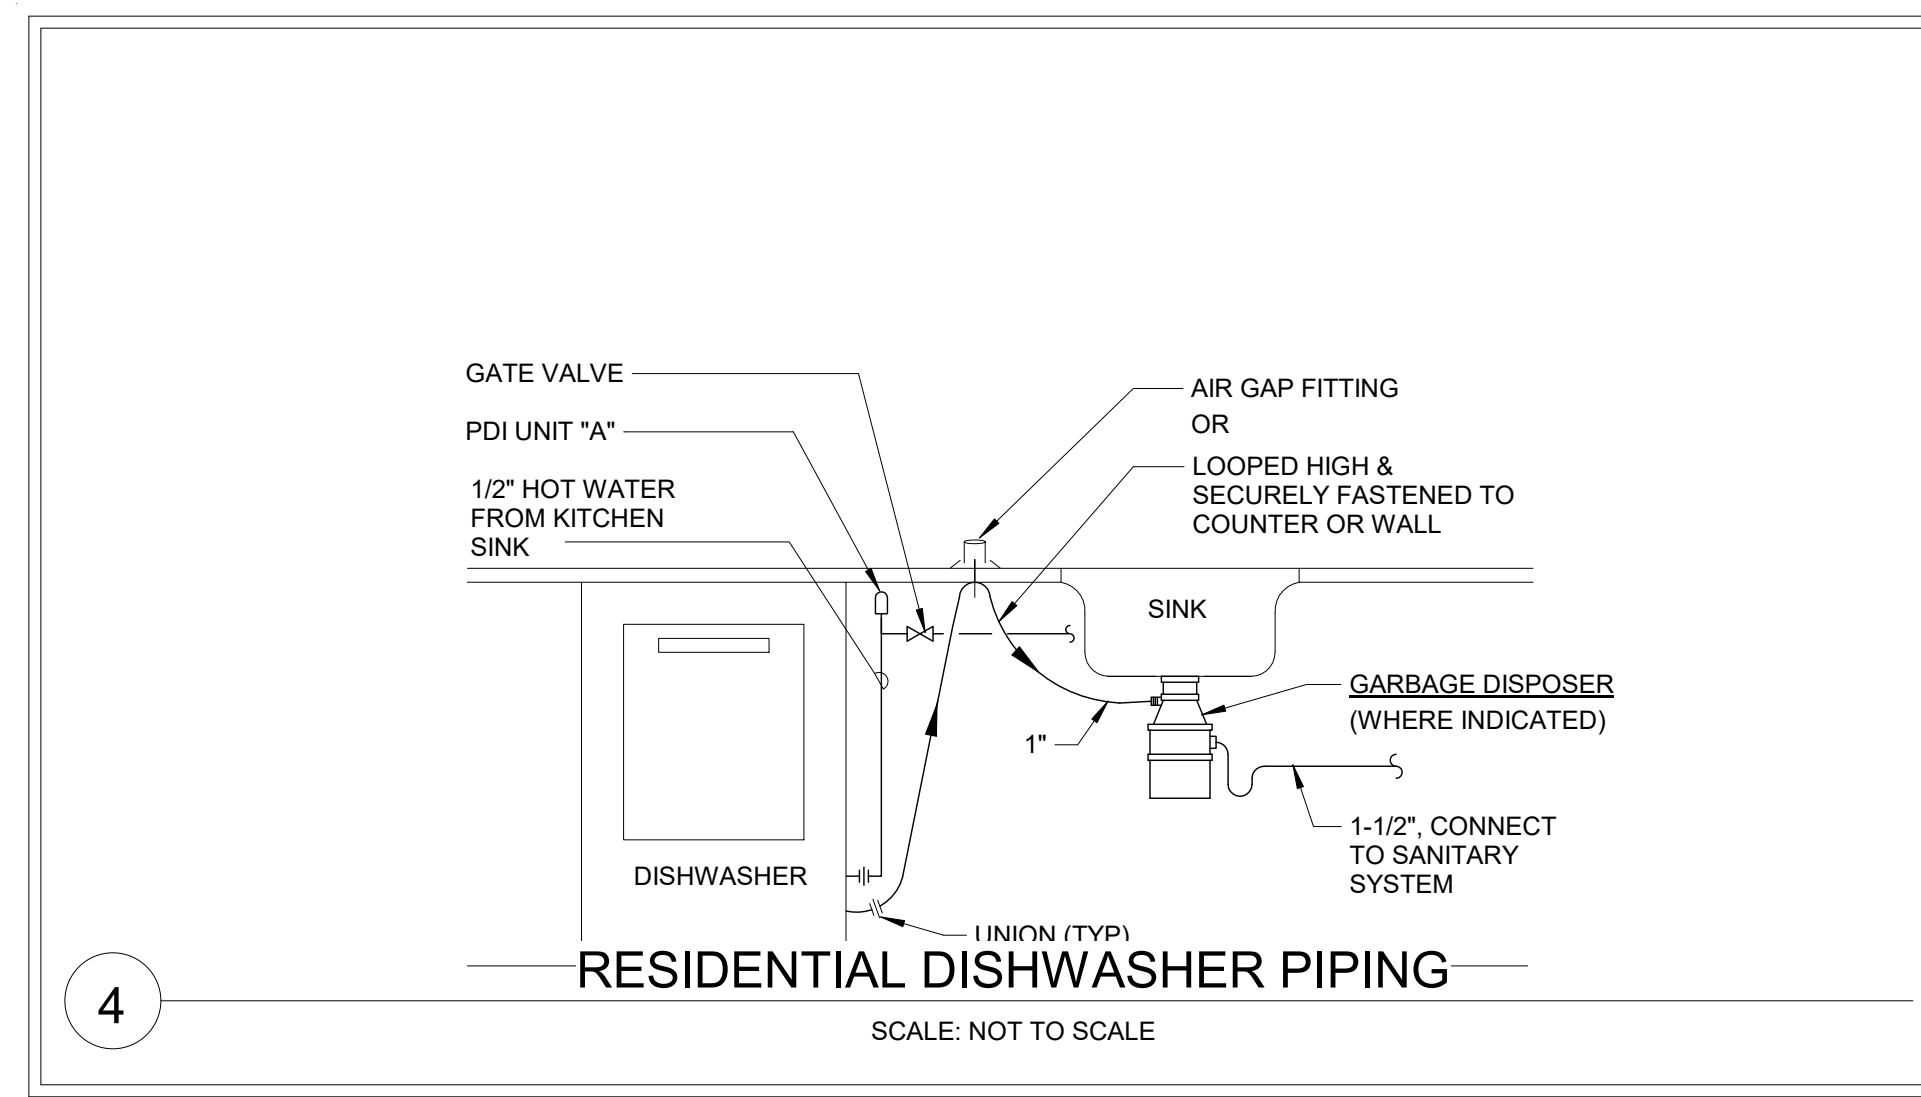 GATE VALVE
PDI UNIT "A"
1/2" HOT WATER
FROM KITCHEN
SINK
AIR GAP FITTING
OR
LOOPED HIGH &
SECURELY FASTENED TO
COUNTER OR WALL
SINK
GARBAGE DISPOSER
(WHERE INDICATED)
1"
1-1/2", CONNECT
TO SANITARY
SYSTEM
DISHWASHER
UNION (TYP)
RESIDENTIAL DISHWASHER PIPING
4
SCALE: NOT TO SCALE